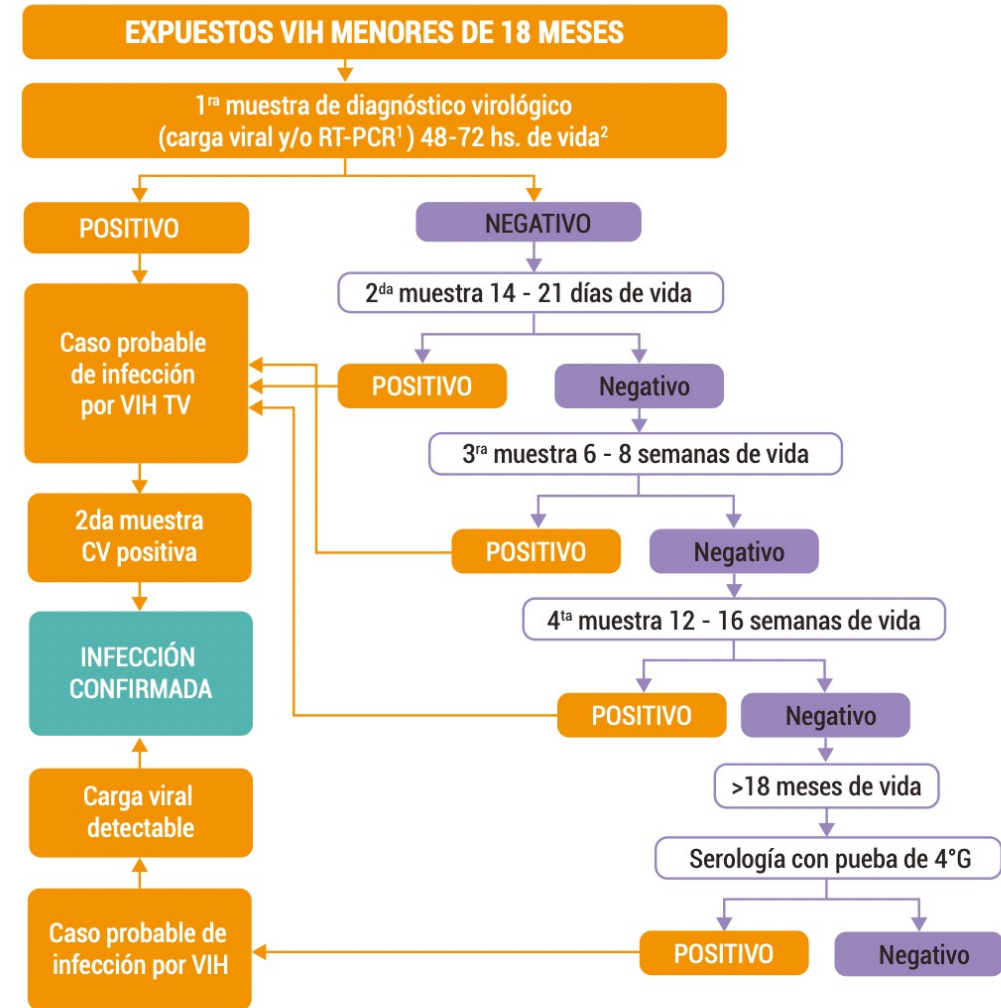 EXPUESTOS VIH MENORES DE 18 MESES
1ra muestra de diagnóstico virológico
(carga viral y/o RT-PCR¹) 48-72 hs. de vida²
POSITIVO
NEGATIVO
2da muestra 14 - 21 días de vida
Caso probable
de infección
por VIH TV
POSITIVO
Negativo
3ra muestra 6 - 8 semanas de vida
2da muestra
CV positiva
POSITIVO
Negativo
4ta muestra 12 - 16 semanas de vida
INFECCIÓN
CONFIRMADA
POSITIVO
Negativo
>18 meses de vida
Carga viral
detectable
Serología con pueba de 4°G
Caso probable de
infección por VIH
POSITIVO
Negativo